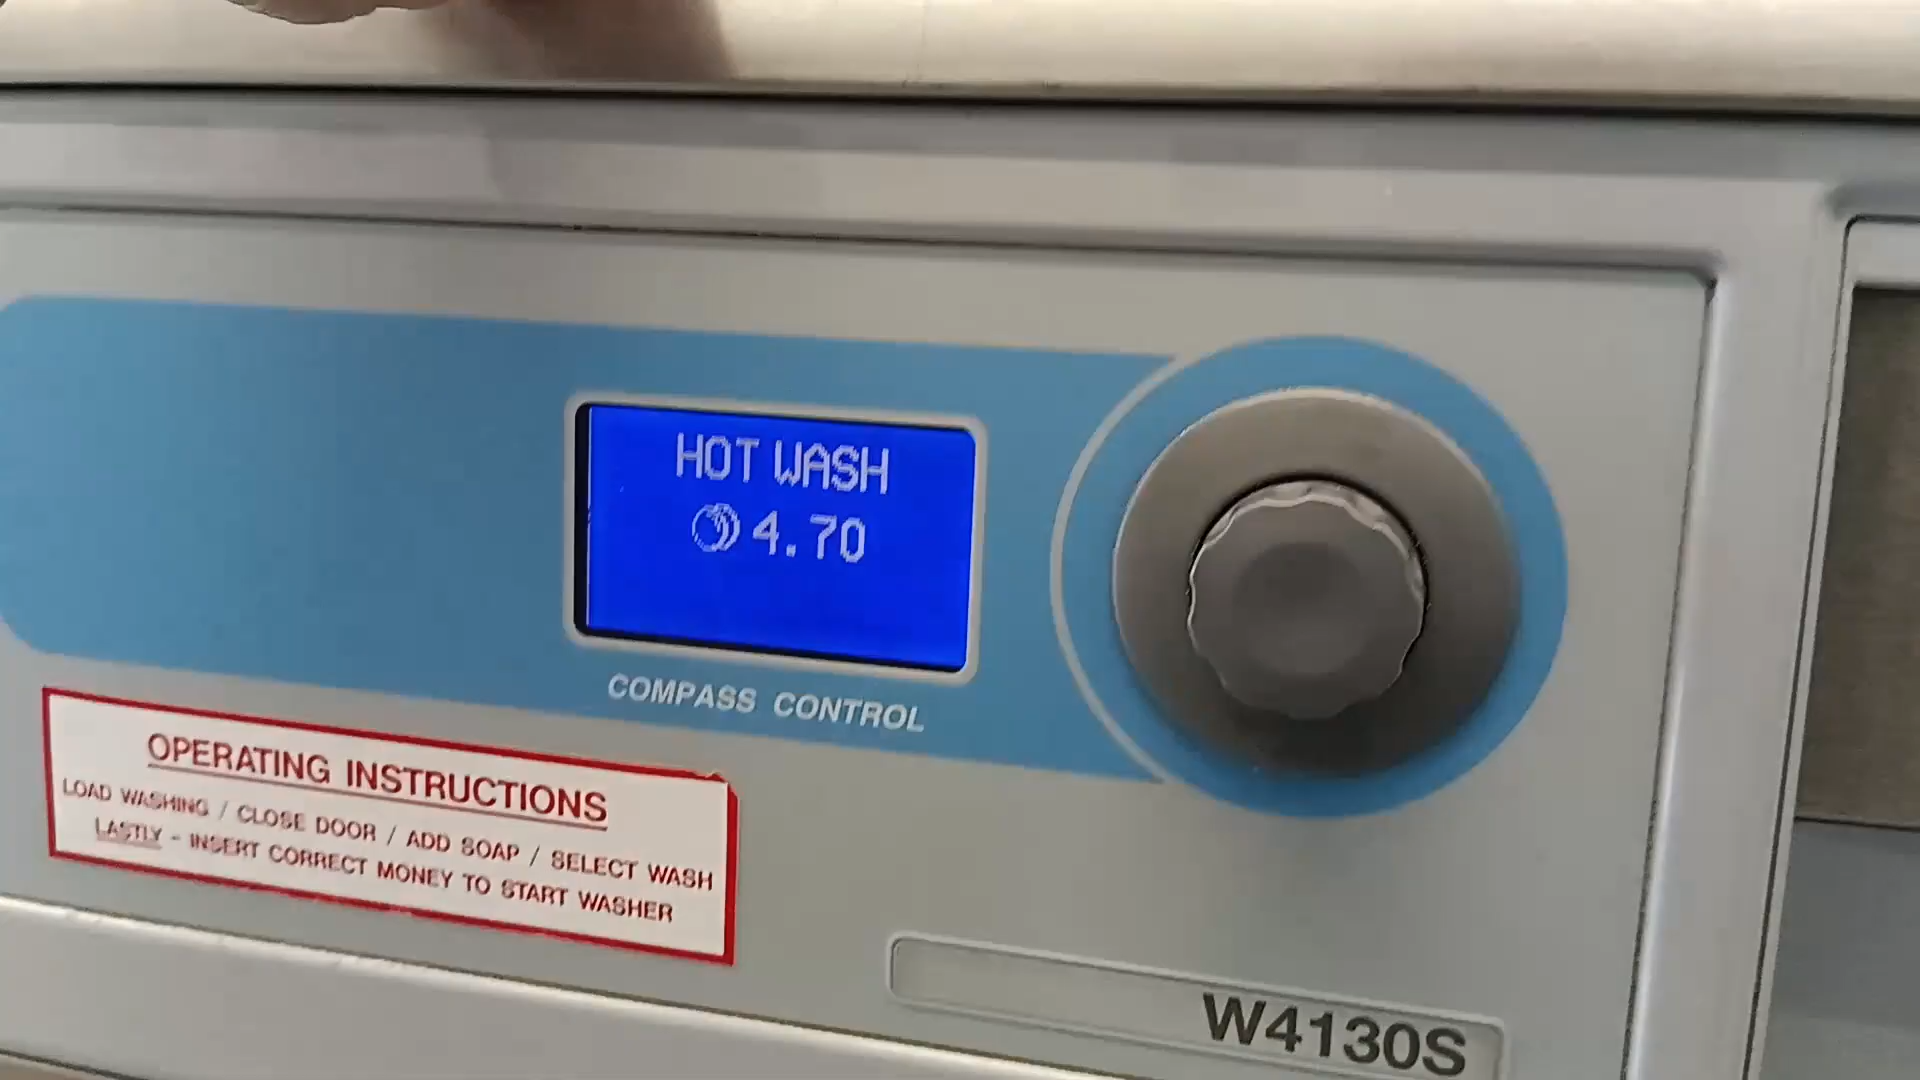 HOT WASH
4.70
COMPASS CONTROL
OPERATING INSTRUCTIONS
LOAD WASHING / CLOSE DOOR / ADD SOAP / SELECT WASH
LASTLY - INSERT CORRECT MONEY TO START WASHER
W4130S